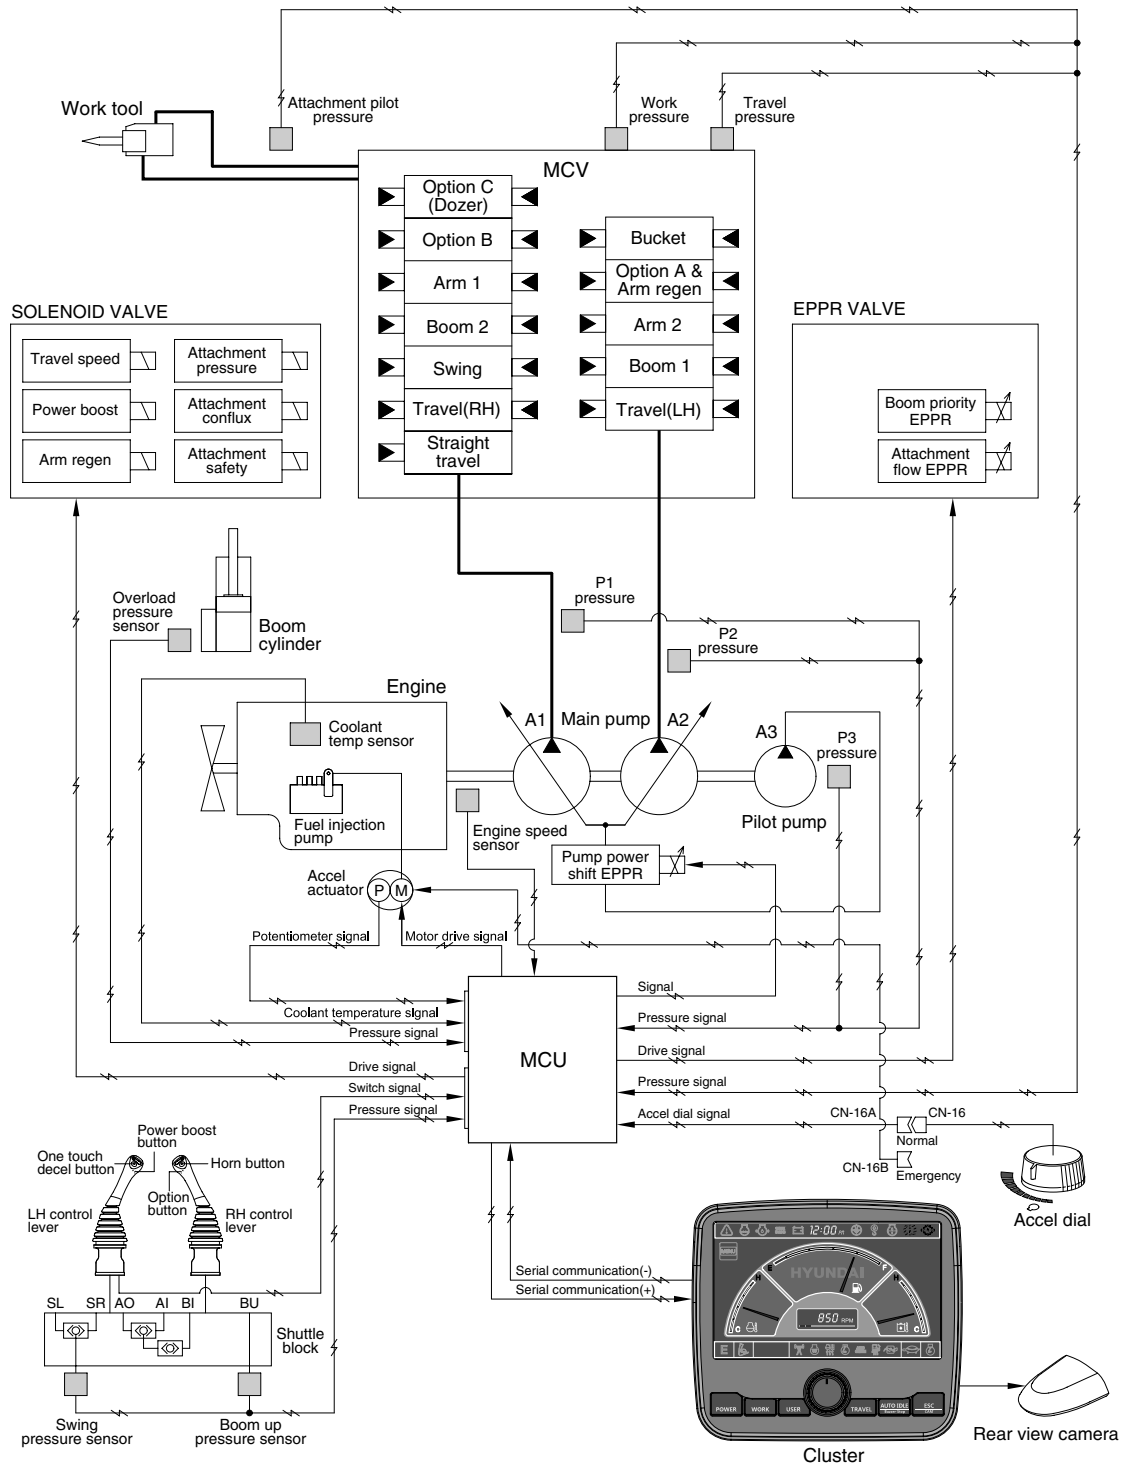 Attachment pilot
pressure
Work
pressure
Travel
pressure
Work tool
MCV
Option C
(Dozer)
Option B
Arm 1
Boom 2
Swing
Travel(RH)
Straight
travel
Bucket
Option A &
Arm regen
Arm 2
Boom 1
Travel(LH)
SOLENOID VALVE
Travel speed
Attachment
pressure
Power boost
Attachment
conflux
Arm regen
Attachment
safety
EPPR VALVE
Boom priority
EPPR
Attachment
flow EPPR
Overload
pressure
sensor
Boom
cylinder
P1
pressure
P2
pressure
Engine
Coolant
temp sensor
Fuel injection
pump
A1
Main pump
A2
A3
P3
pressure
Pilot pump
Engine speed
sensor
Pump power
shift EPPR
Accel
actuator
P
M
Potentiometer signal
Motor drive signal
Coolant temperature signal
Pressure signal
Drive signal
Switch signal
Pressure signal
MCU
Signal
Pressure signal
Drive signal
Pressure signal
Accel dial signal
CN-16A
CN-16
Normal
CN-16B
Emergency
Accel dial
Power boost
button
One touch
decel button
Horn button
Option
button
LH control
lever
RH control
lever
SL
SR
AO
AI
BI
BU
Shuttle
block
Swing
pressure sensor
Boom up
pressure sensor
Serial communication(-)
Serial communication(+)
12:00
MENU
HYUNDAI
E
F
H
H
C
C
850 RPM
E
POWER
WORK
USER
TRAVEL
AUTO IDLE
ESC
Cluster
Rear view camera